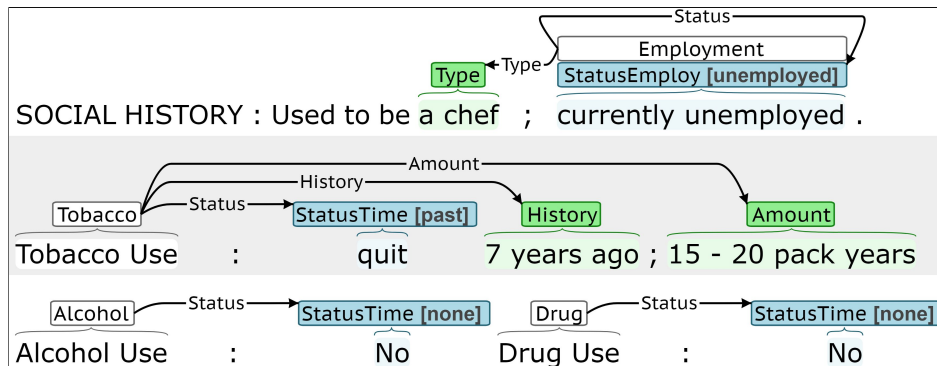 Status
Employment
Type Type StatusEmploy [unemployed]
SOCIAL HISTORY : Used to be a chef ; currently unemployed .
Amount
History
Tobacco Status StatusTime [past] History Amount
Tobacco Use : quit 7 years ago ; 15 - 20 pack years
Alcohol Status StatusTime [none] Drug Status StatusTime [none]
Alcohol Use : No Drug Use : No